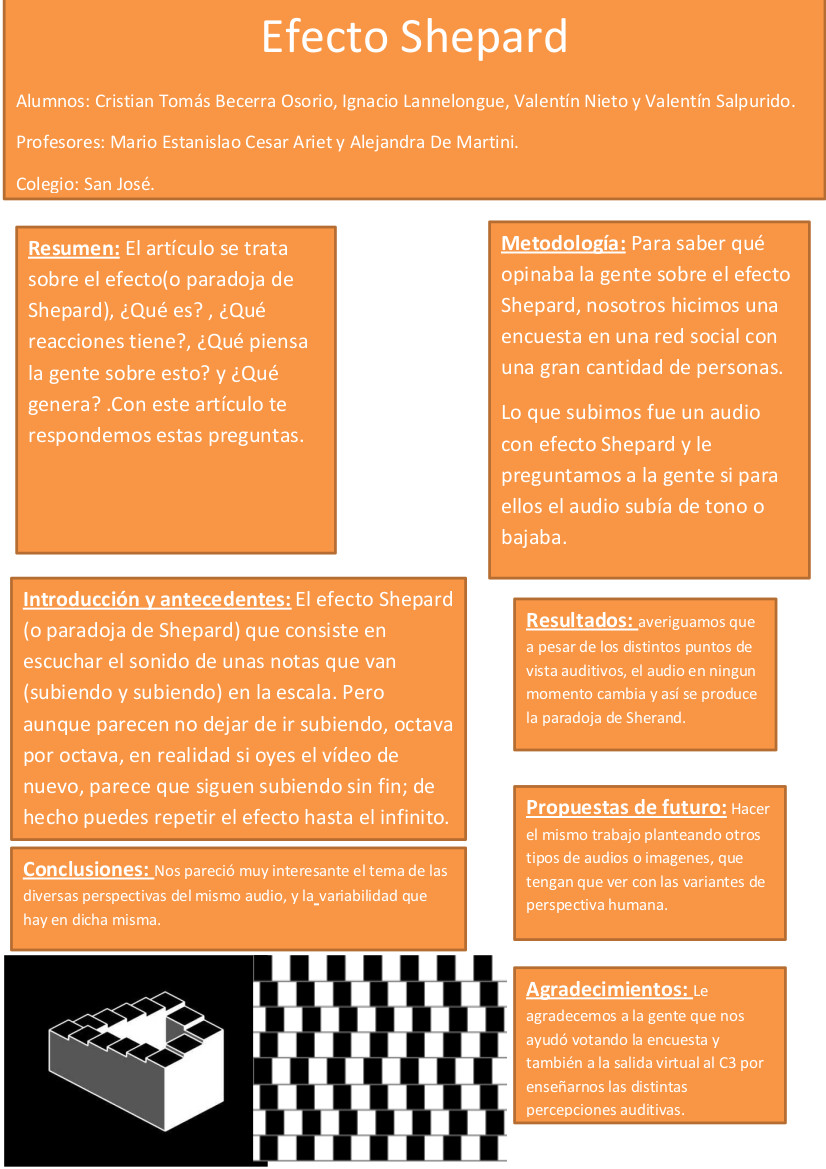 Efecto Shepard
Alumnos: Cristian Tomás Becerra Osorio, Ignacio Lannelongue, Valentín Nieto y Valentín Salpurido.
Profesores: Mario Estanislao Cesar Ariet y Alejandra De Martini.
Colegio: San José.
Resumen: El artículo se trata
sobre el efecto(o paradoja de
Shepard), ¿Qué es? , ¿Qué
reacciones tiene?, ¿Qué piensa
la gente sobre esto? y ¿Qué
genera? .Con este artículo te
respondemos estas preguntas.
Metodología: Para saber qué
opinaba la gente sobre el efecto
Shepard, nosotros hicimos una
encuesta en una red social con
una gran cantidad de personas.
Lo que subimos fue un audio
con efecto Shepard y le
preguntamos a la gente si para
ellos el audio subía de tono o
bajaba.
Introducción y antecedentes: El efecto Shepard
(o paradoja de Shepard) que consiste en
escuchar el sonido de unas notas que van
(subiendo y subiendo) en la escala. Pero
aunque parecen no dejar de ir subiendo, octava
por octava, en realidad si oyes el vídeo de
nuevo, parece que siguen subiendo sin fin; de
hecho puedes repetir el efecto hasta el infinito.
Resultados: averiguamos que
a pesar de los distintos puntos de
vista auditivos, el audio en ningun
momento cambia y así se produce
la paradoja de Sherand.
Propuestas de futuro: Hacer
el mismo trabajo planteando otros
tipos de audios o imagenes, que
tengan que ver con las variantes de
perspectiva humana.
Conclusiones: Nos pareció muy interesante el tema de las
diversas perspectivas del mismo audio, y la variabilidad que
hay en dicha misma.
Agradecimientos: Le
agradecemos a la gente que nos
ayudó votando la encuesta y
también a la salida virtual al C3 por
enseñarnos las distintas
percepciones auditivas.